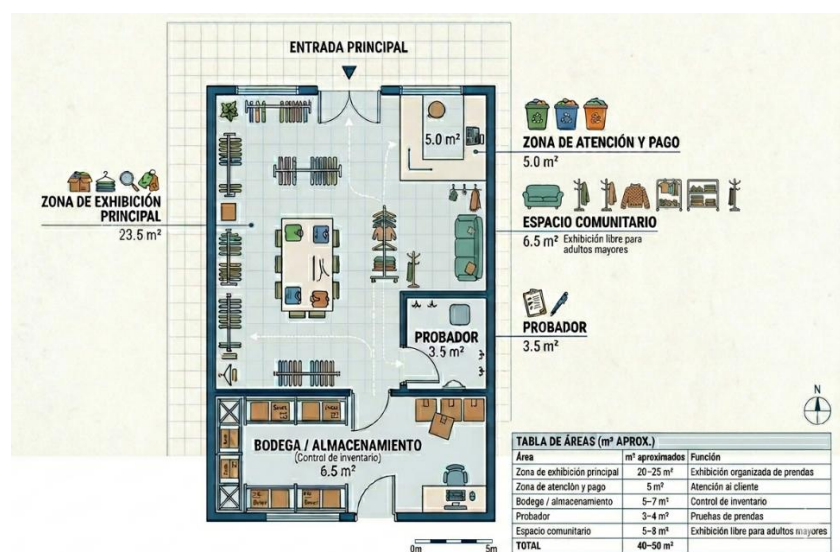 ENTRADA PRINCIPAL
5.0 m²
ZONA DE ATENCIÓN Y PAGO
5.0 m²
ZONA DE EXHIBICIÓN
PRINCIPAL
23.5 m²
ESPACIO COMUNITARIO
6.5 m² Exhibición libre para
adultos mayores
PROBADOR
3.5 m²
PROBADOR
3.5 m²
BODEGA / ALMACENAMIENTO
(Control de inventario)
6.5 m²
N
TABLA DE ÁREAS (m² APROX.)
Área m² aproximados Función
Zona de exhibición principal 20–25 m² Exhibición organizada de prendas
Zona de atención y pago 5 m² Atención al cliente
Bodega / almacenamiento 5–7 m² Control de inventario
Probador 3–4 m² Pruebas de prendas
Espacio comunitario 5–8 m² Exhibición libre para adultos mayores
TOTAL 40–50 m²
0m 5m